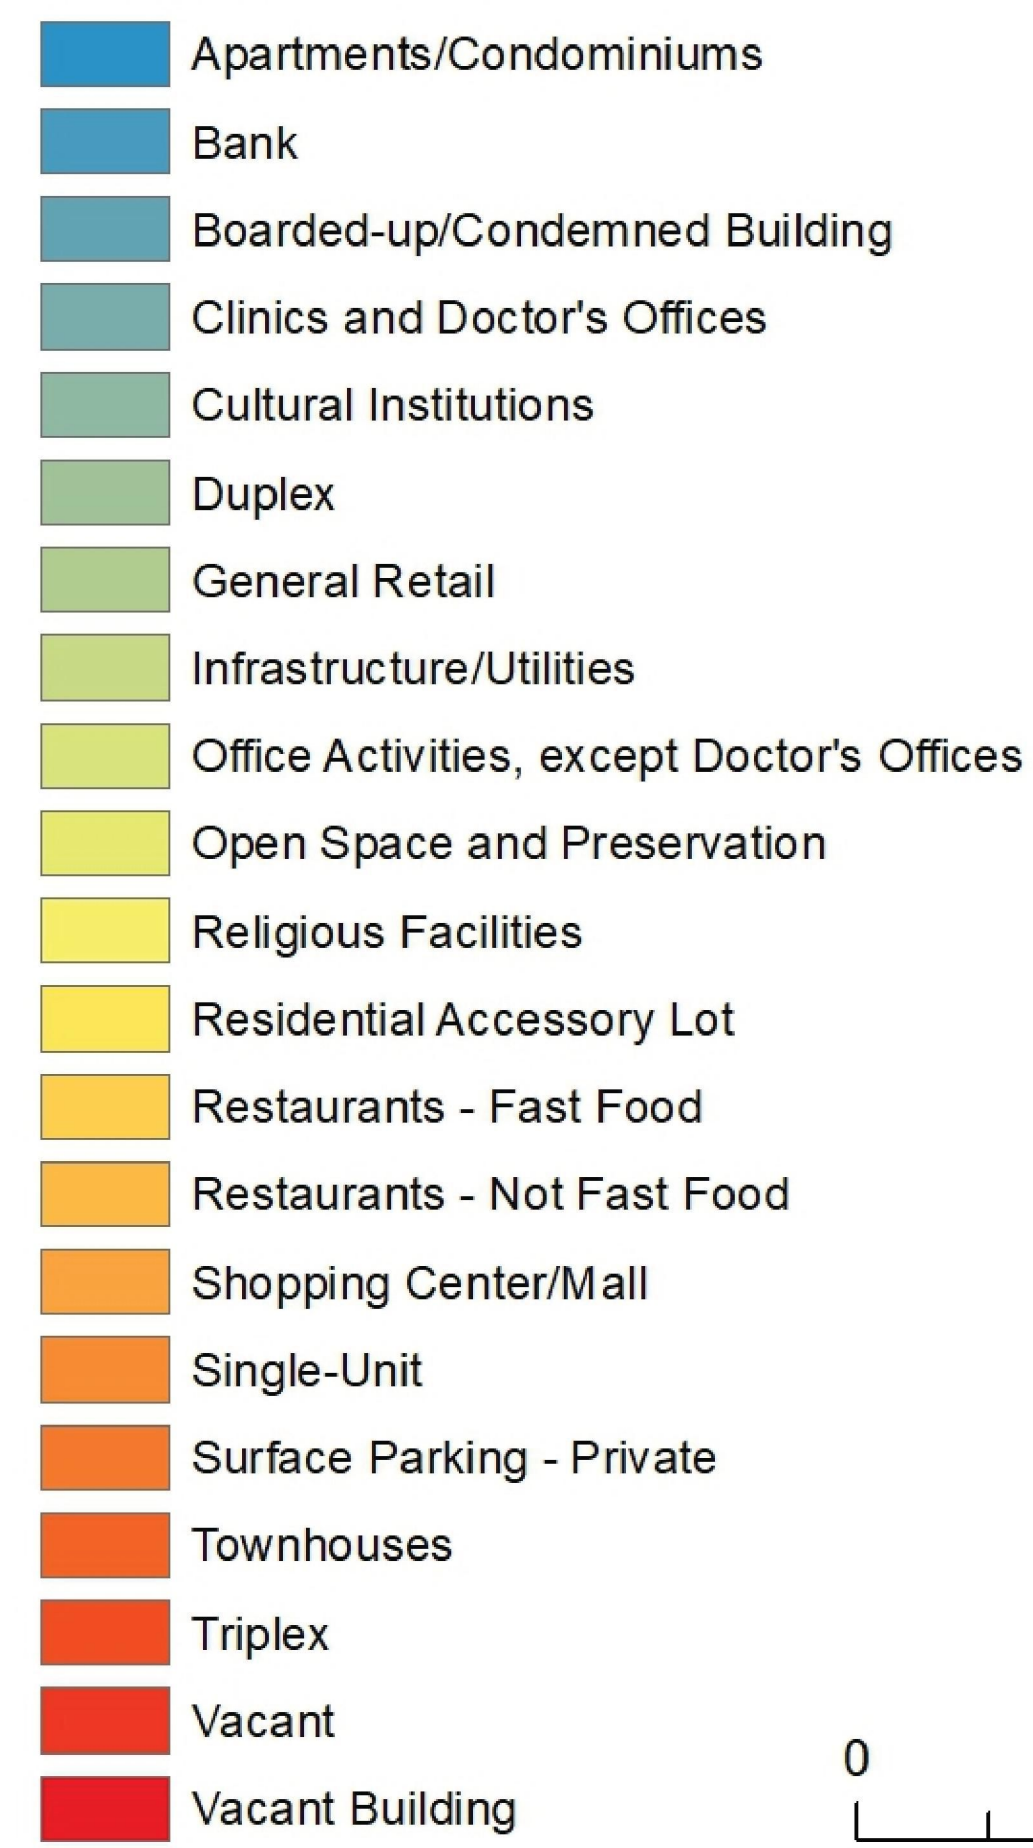 Apartments/Condominiums
Bank
Boarded-up/Condemned Building
Clinics and Doctor's Offices
Cultural Institutions
Duplex
General Retail
Infrastructure/Utilities
Office Activities, except Doctor's Offices
Open Space and Preservation
Religious Facilities
Residential Accessory Lot
Restaurants - Fast Food
Restaurants - Not Fast Food
Shopping Center/Mall
Single-Unit
Surface Parking - Private
Townhouses
Triplex
Vacant
0
Vacant Building